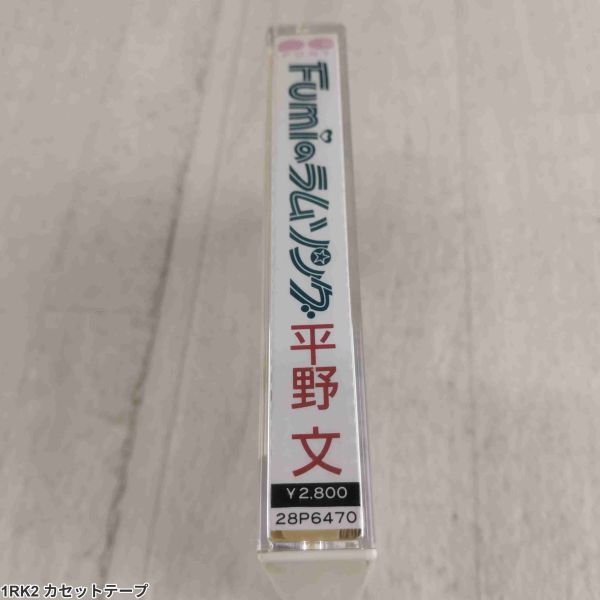 PONY
Fumiのラムソング
平野 文
¥2,800
28P6470
1RK2 カセットテープ